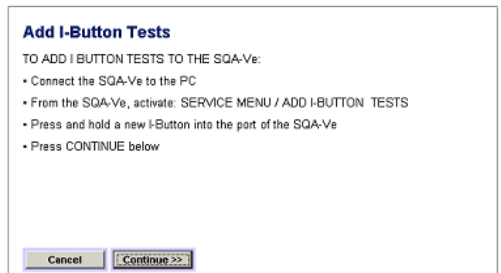 Add I-Button Tests
TO ADD I BUTTON TESTS TO THE SQA-Ve:
• Connect the SQA-Ve to the PC
• From the SQA-Ve, activate: SERVICE MENU / ADD I-BUTTON TESTS
• Press and hold a new I-Button into the port of the SQA-Ve
• Press CONTINUE below
Cancel Continue >>